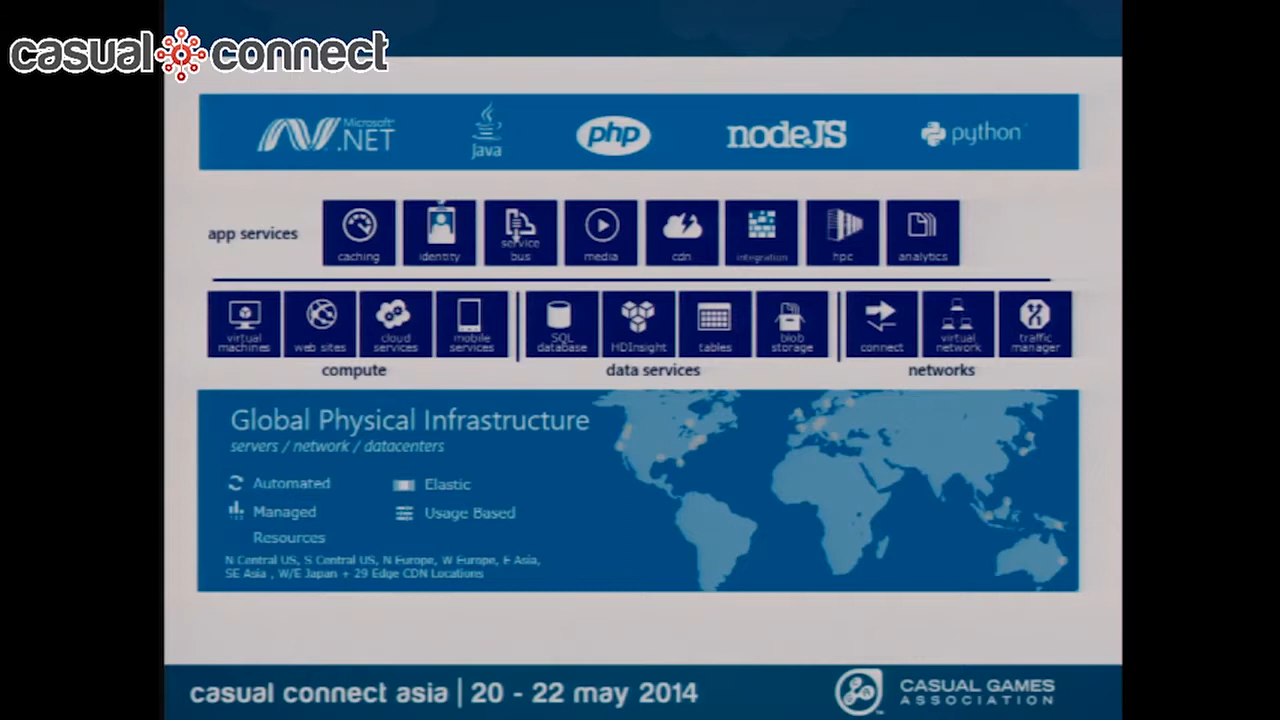 casual connect
Microsoft .NET
Java
php
nodeJS
python
app services
caching
identity
service bus
media
cdn
integration
hpc
analytics
virtual machines
web sites
cloud services
mobile services
SQL database
HDInsight
tables
blob storage
connect
virtual network
traffic manager
compute
data services
networks
Global Physical Infrastructure
servers / network / datacenters
Automated
Elastic
Managed
Usage Based
Resources
N Central US, S Central US, N Europe, W Europe, E Asia,
SE Asia , W/E Japan + 29 Edge CDN Locations
casual connect asia | 20 - 22 may 2014
CASUAL GAMES
ASSOCIATION